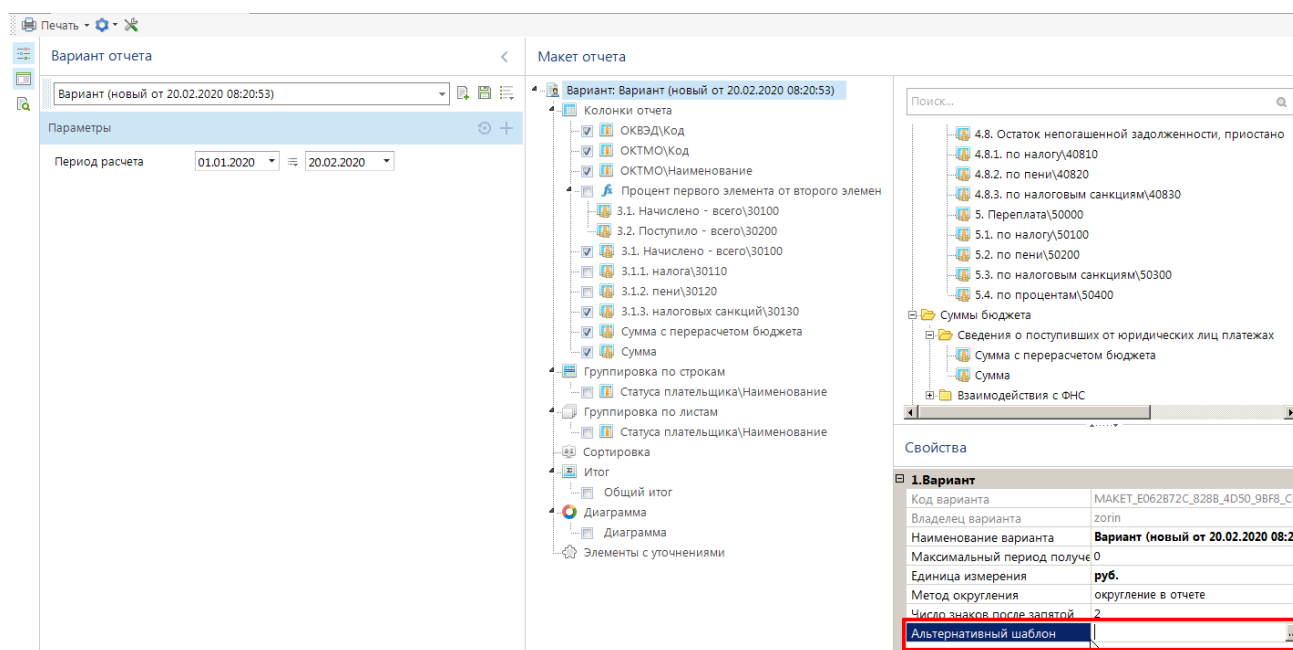 Печать
Вариант отчета
Вариант (новый от 20.02.2020 08:20:53)
Параметры
Период расчета 01.01.2020 20.02.2020
Макет отчета
Вариант: Вариант (новый от 20.02.2020 08:20:53)
Колонки отчета
ОКВЭД\Код
ОКТМО\Код
ОКТМО\Наименование
Процент первого элемента от второго элемен
3.1. Начислено - всего\30100
3.2. Поступило - всего\30200
3.1. Начислено - всего\30100
3.1.1. налога\30110
3.1.2. пени\30120
3.1.3. налоговых санкций\30130
Сумма с перерасчетом бюджета
Сумма
Группировка по строкам
Статуса плательщика\Наименование
Группировка по листам
Статуса плательщика\Наименование
Сортировка
Итог
Общий итог
Диаграмма
Диаграмма
Элементы с уточнениями
Поиск...
4.8. Остаток непогашенной задолженности, приостано
4.8.1. по налогу\40810
4.8.2. по пени\40820
4.8.3. по налоговым санкциям\40830
5. Переплата\50000
5.1. по налогу\50100
5.2. по пени\50200
5.3. по налоговым санкциям\50300
5.4. по процентам\50400
Суммы бюджета
Сведения о поступивших от юридических лиц платежах
Сумма с перерасчетом бюджета
Сумма
Взаимодействия с ФНС
Свойства
1.Вариант
Код варианта MAKET_E062B72C_828B_4D50_9BF8_C
Владелец варианта zorin
Наименование варианта Вариант (новый от 20.02.2020 08:2
Максимальный период получе 0
Единица измерения руб.
Метод округления округление в отчете
Число знаков после запятой 2
Альтернативный шаблон